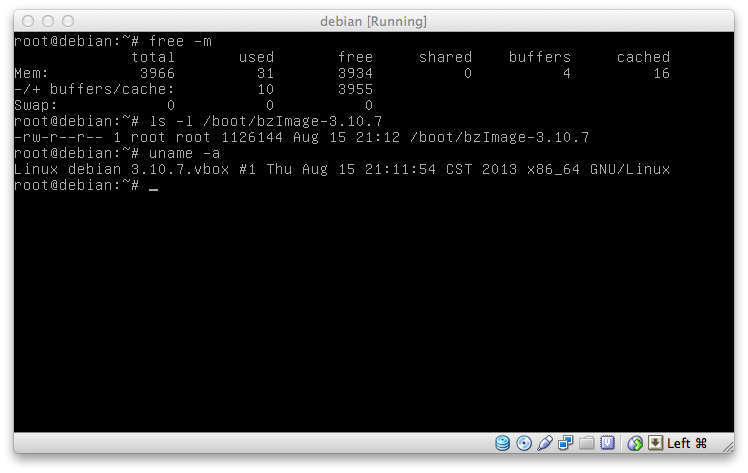 debian [Running]
root@debian:~# free -m
             total       used       free     shared    buffers     cached
Mem:          3966         31       3934          0          4         16
-/+ buffers/cache:         10       3955
Swap:            0          0          0
root@debian:~# ls -l /boot/bzImage-3.10.7
-rw-r--r-- 1 root root 1126144 Aug 15 21:12 /boot/bzImage-3.10.7
root@debian:~# uname -a
Linux debian 3.10.7.vbox #1 Thu Aug 15 21:11:54 CST 2013 x86_64 GNU/Linux
root@debian:~# _
Left ⌘